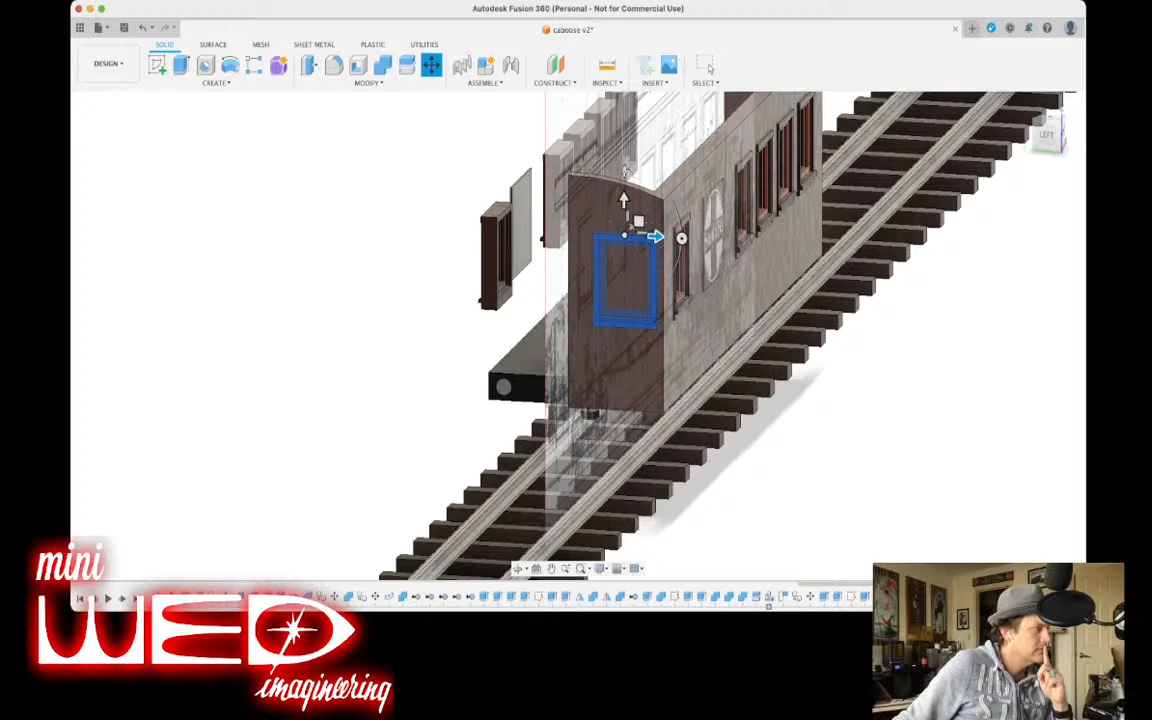 Autodesk Fusion 360 (Personal - Not for Commercial Use)
caboose v2*
SOLID SURFACE MESH SHEET METAL PLASTIC UTILITIES
DESIGN
CREATE MODIFY ASSEMBLE CONSTRUCT INSPECT INSERT SELECT
LEFT
mini
WED
imagineering